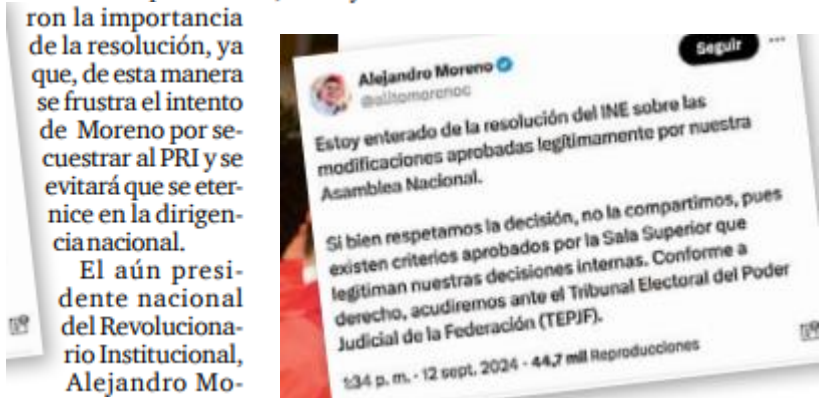 ron la importancia
de la resolución, ya
que, de esta manera
se frustra el intento
de Moreno por se-
cuestrar al PRI y se
evitará que se eter-
nice en la dirigen-
cia nacional.
El aún presi-
dente nacional
del Revoluciona-
rio Institucional,
Alejandro Mo-
Seguir
Alejandro Moreno
@alitomorenoc
Estoy enterado de la resolución del INE sobre las
modificaciones aprobadas legítimamente por nuestra
Asamblea Nacional.
Si bien respetamos la decisión, no la compartimos, pues
existen criterios aprobados por la Sala Superior que
legitiman nuestras decisiones internas. Conforme a
derecho, acudiremos ante el Tribunal Electoral del Poder
Judicial de la Federación (TEPJF).
1:34 p. m. · 12 sept. 2024 · 44,7 mil Reproducciones